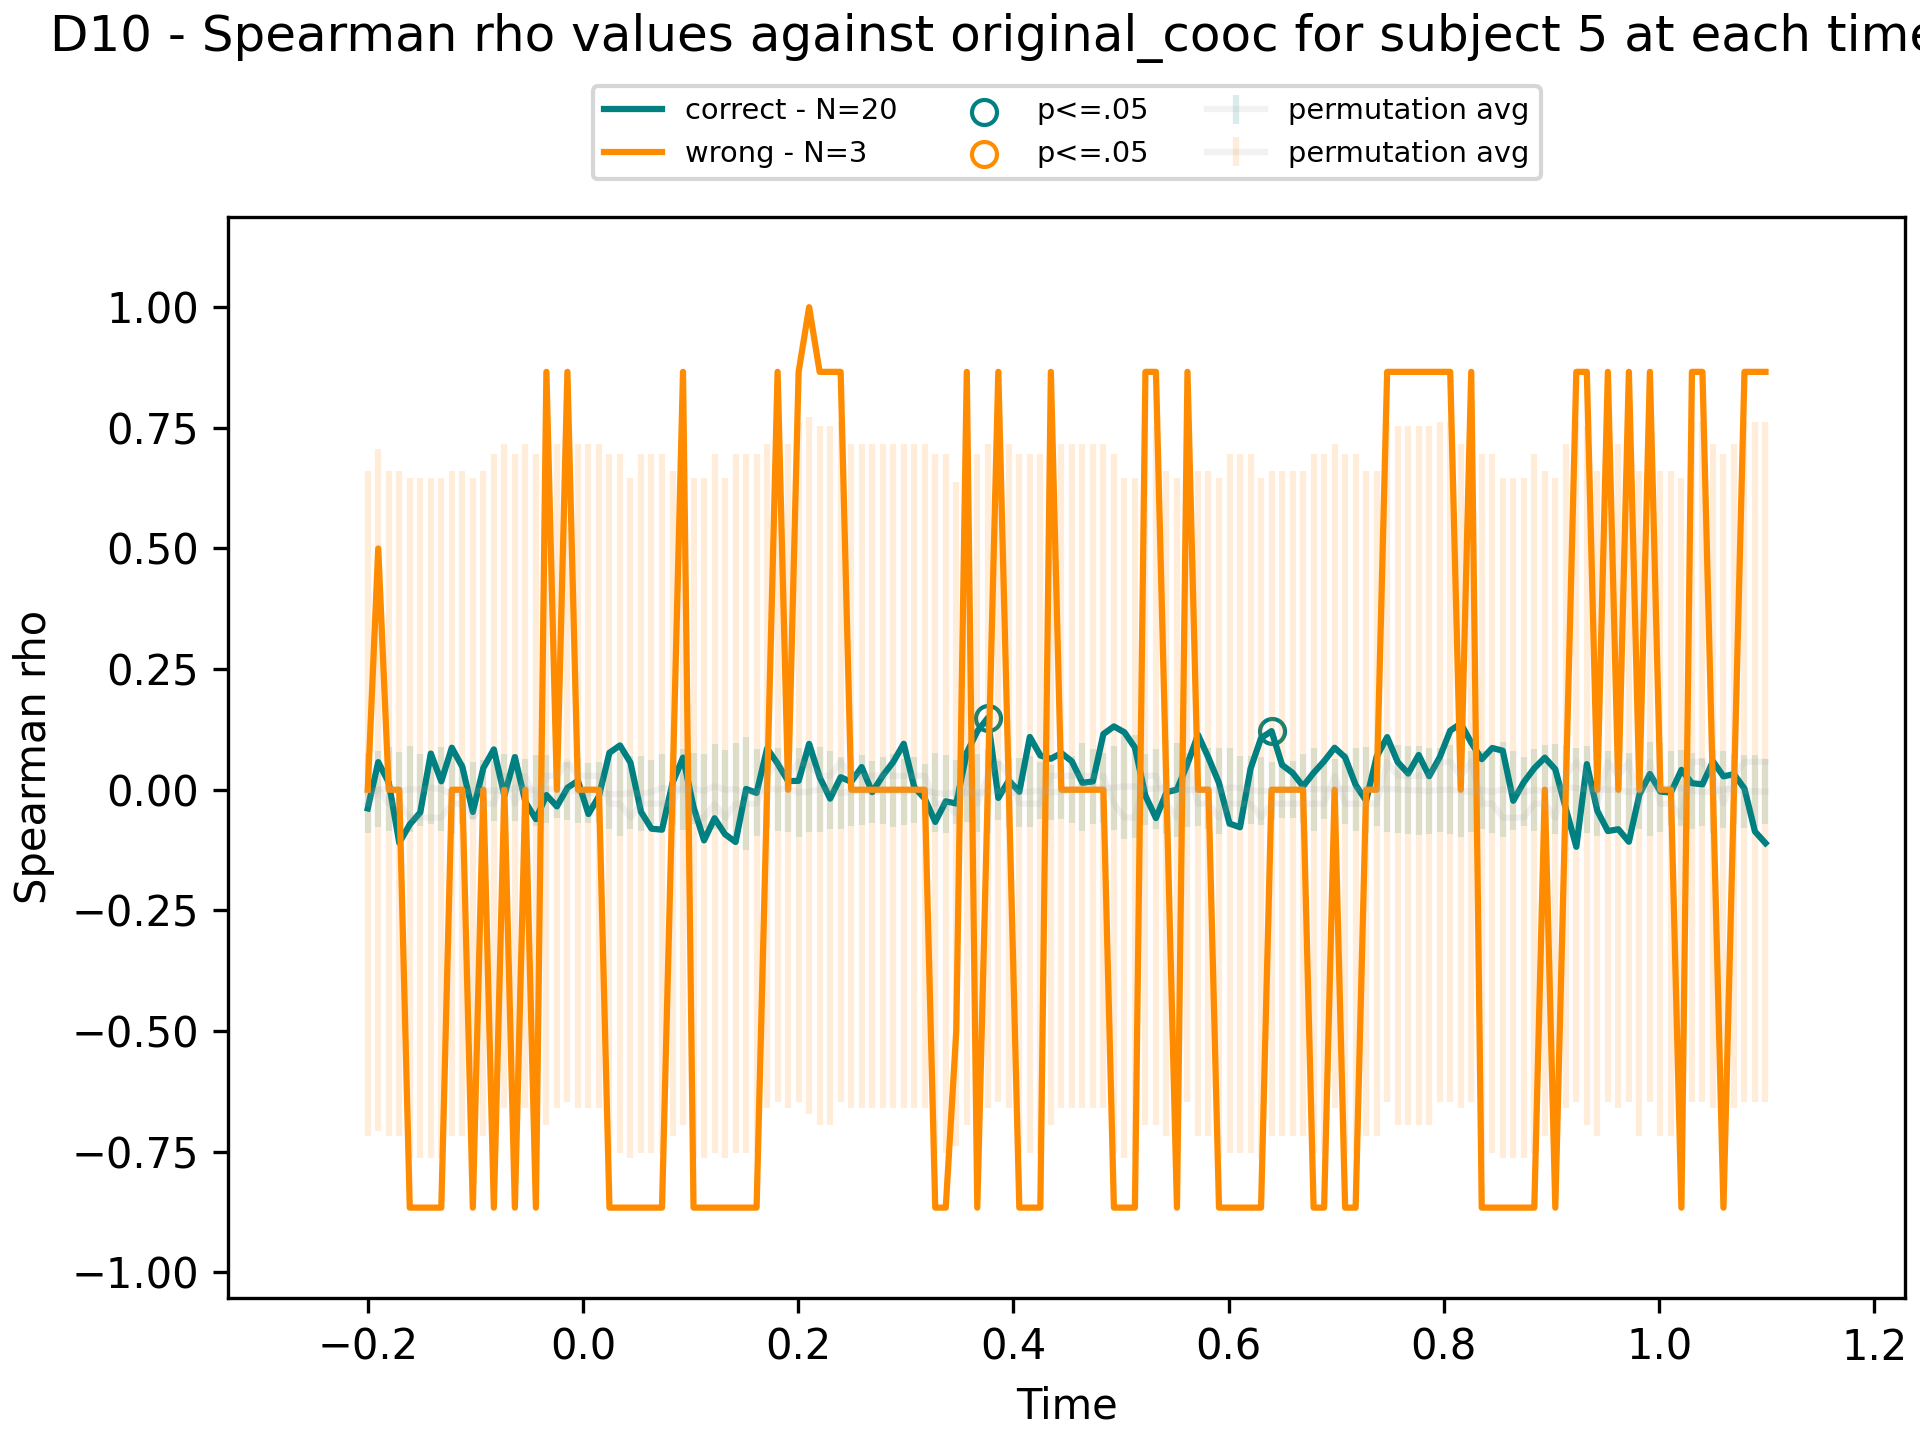 D10 - Spearman rho values against original_cooc for subject 5 at each time
correct - N=20
wrong - N=3
p<=.05
p<=.05
permutation avg
permutation avg
Spearman rho
1.00
0.75
0.50
0.25
0.00
−0.25
−0.50
−0.75
−1.00
−0.2
0.0
0.2
0.4
0.6
0.8
1.0
1.2
Time